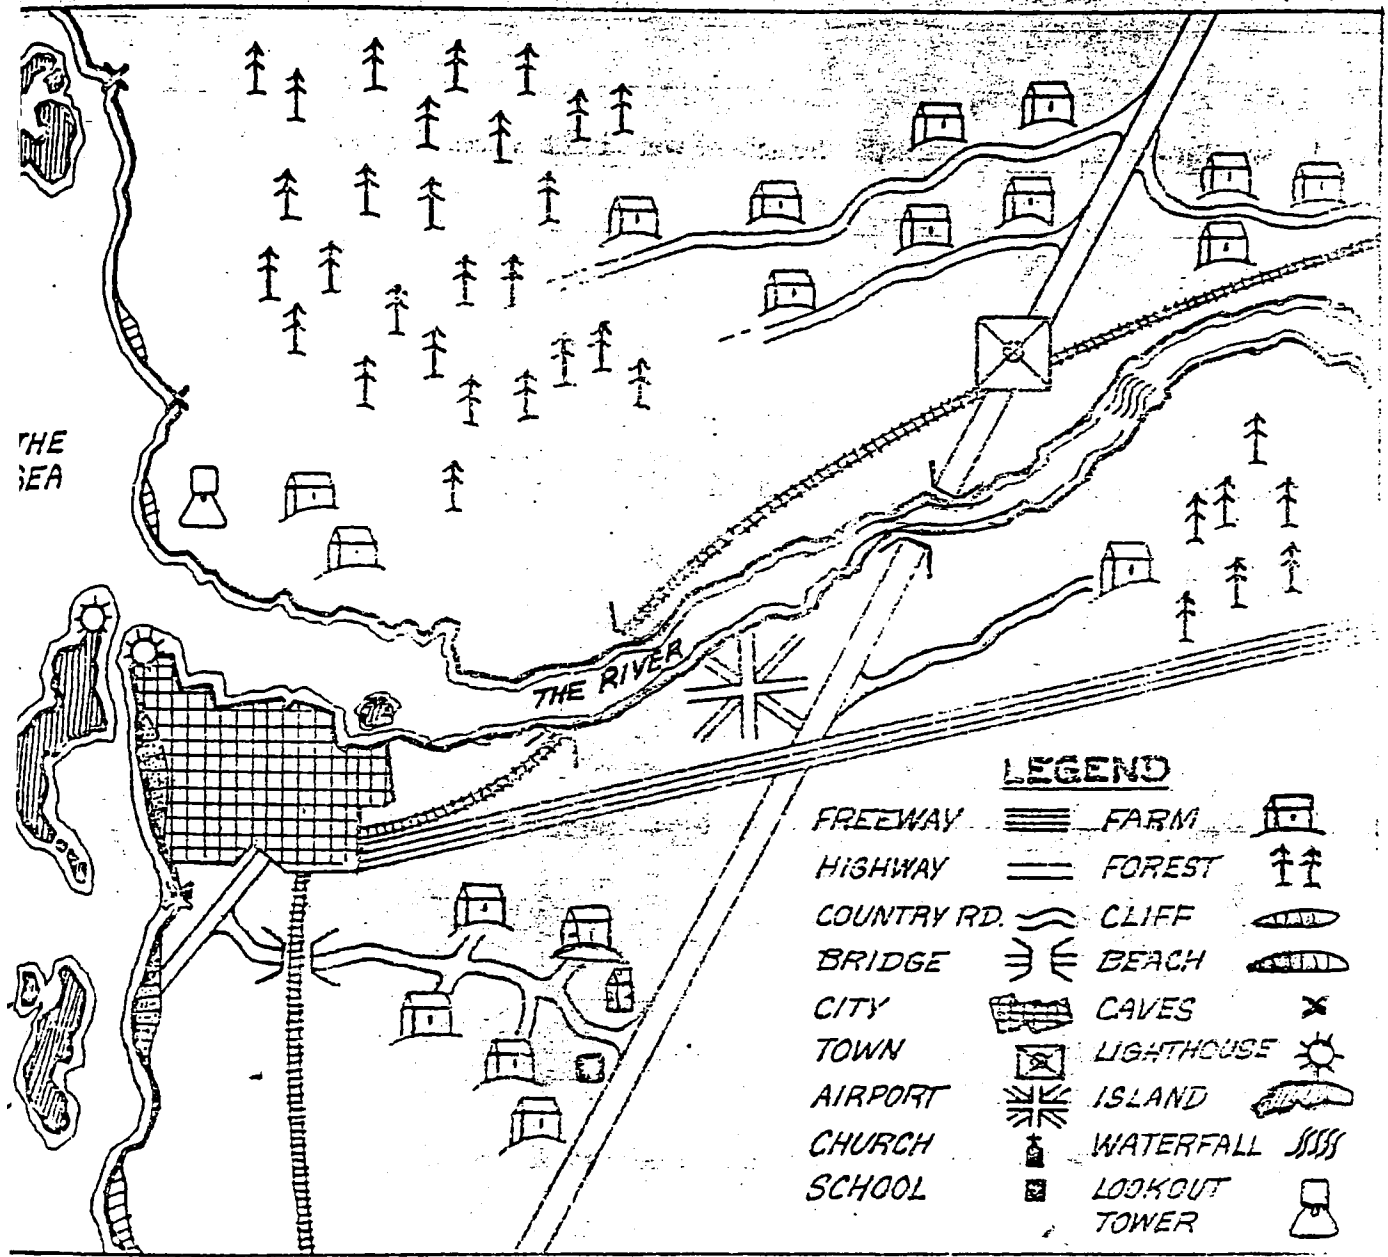 THE
SEA
THE RIVER
LEGEND
FREEWAY FARM
HIGHWAY FOREST
COUNTRY RD. CLIFF
BRIDGE BEACH
CITY CAVES
TOWN LIGHTHOUSE
AIRPORT ISLAND
CHURCH WATERFALL
SCHOOL LOOKOUT
TOWER